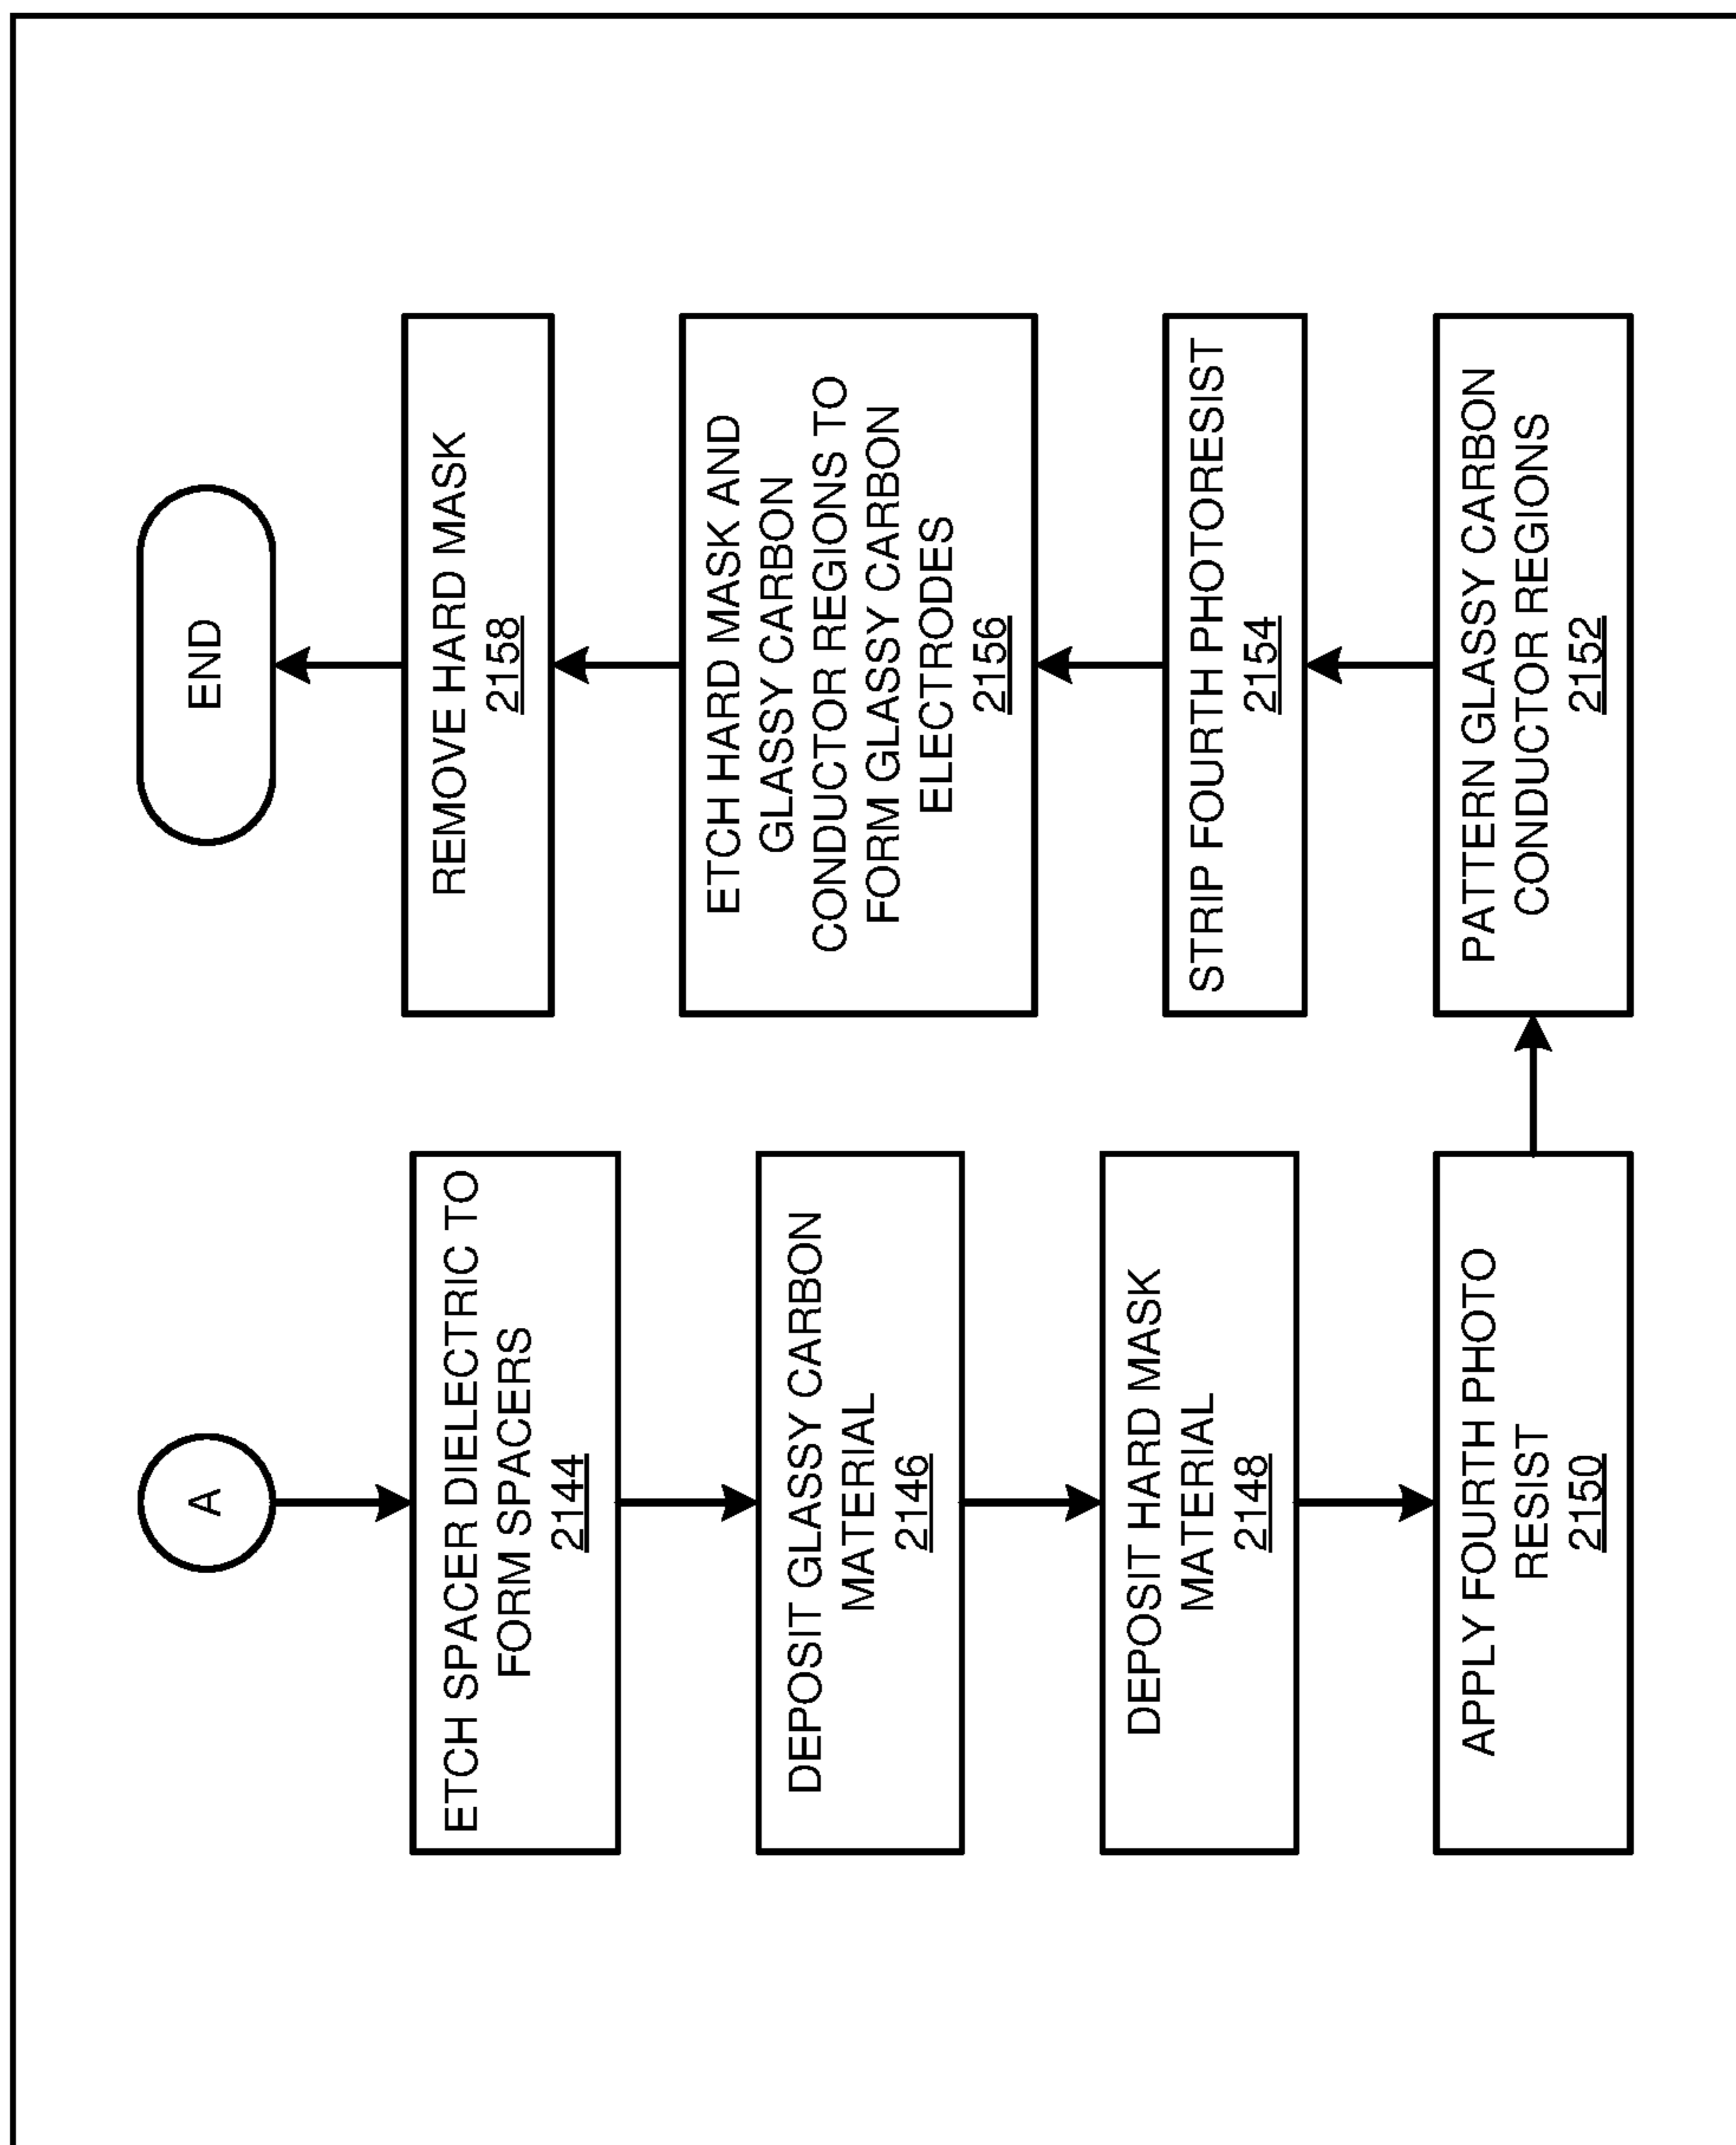 A
ETCH SPACER DIELECTRIC TO
FORM SPACERS
2144
DEPOSIT GLASSY CARBON
MATERIAL
2146
DEPOSIT HARD MASK
MATERIAL
2148
APPLY FOURTH PHOTO
RESIST
2150
PATTERN GLASSY CARBON
CONDUCTOR REGIONS
2152
STRIP FOURTH PHOTORESIST
2154
ETCH HARD MASK AND
GLASSY CARBON
CONDUCTOR REGIONS TO
FORM GLASSY CARBON
ELECTRODES
2156
REMOVE HARD MASK
2158
END